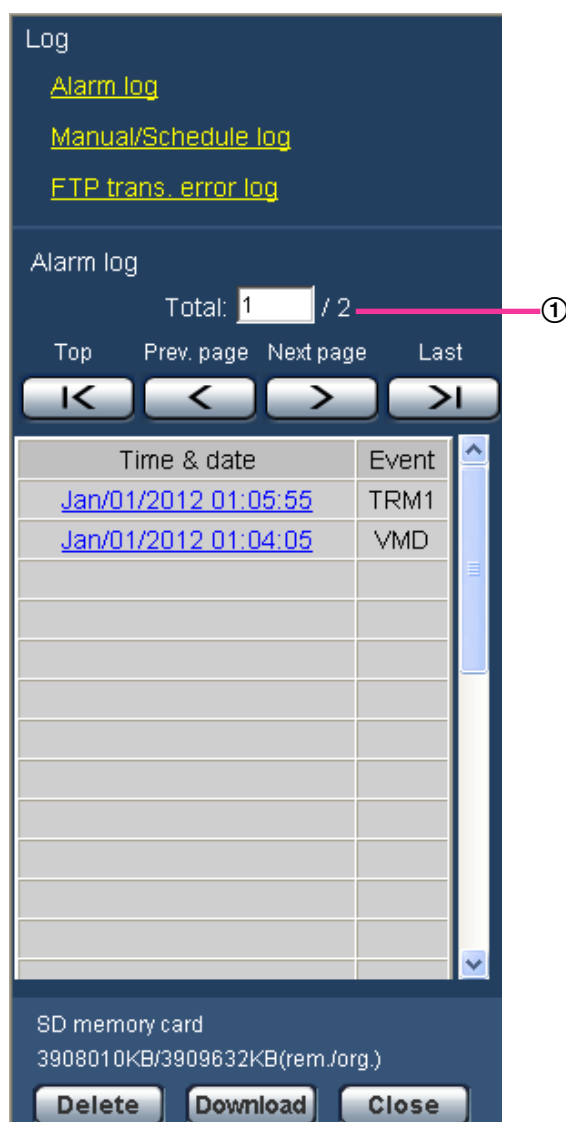 Log
Alarm log
Manual/Schedule log
FTP trans. error log
Alarm log
Total: 1 / 2 ①
Top Prev. page Next page Last
Time & date Event
Jan/01/2012 01:05:55 TRM1
Jan/01/2012 01:04:05 VMD
SD memory card
3908010KB/3909632KB(rem./org.)
Delete Download Close